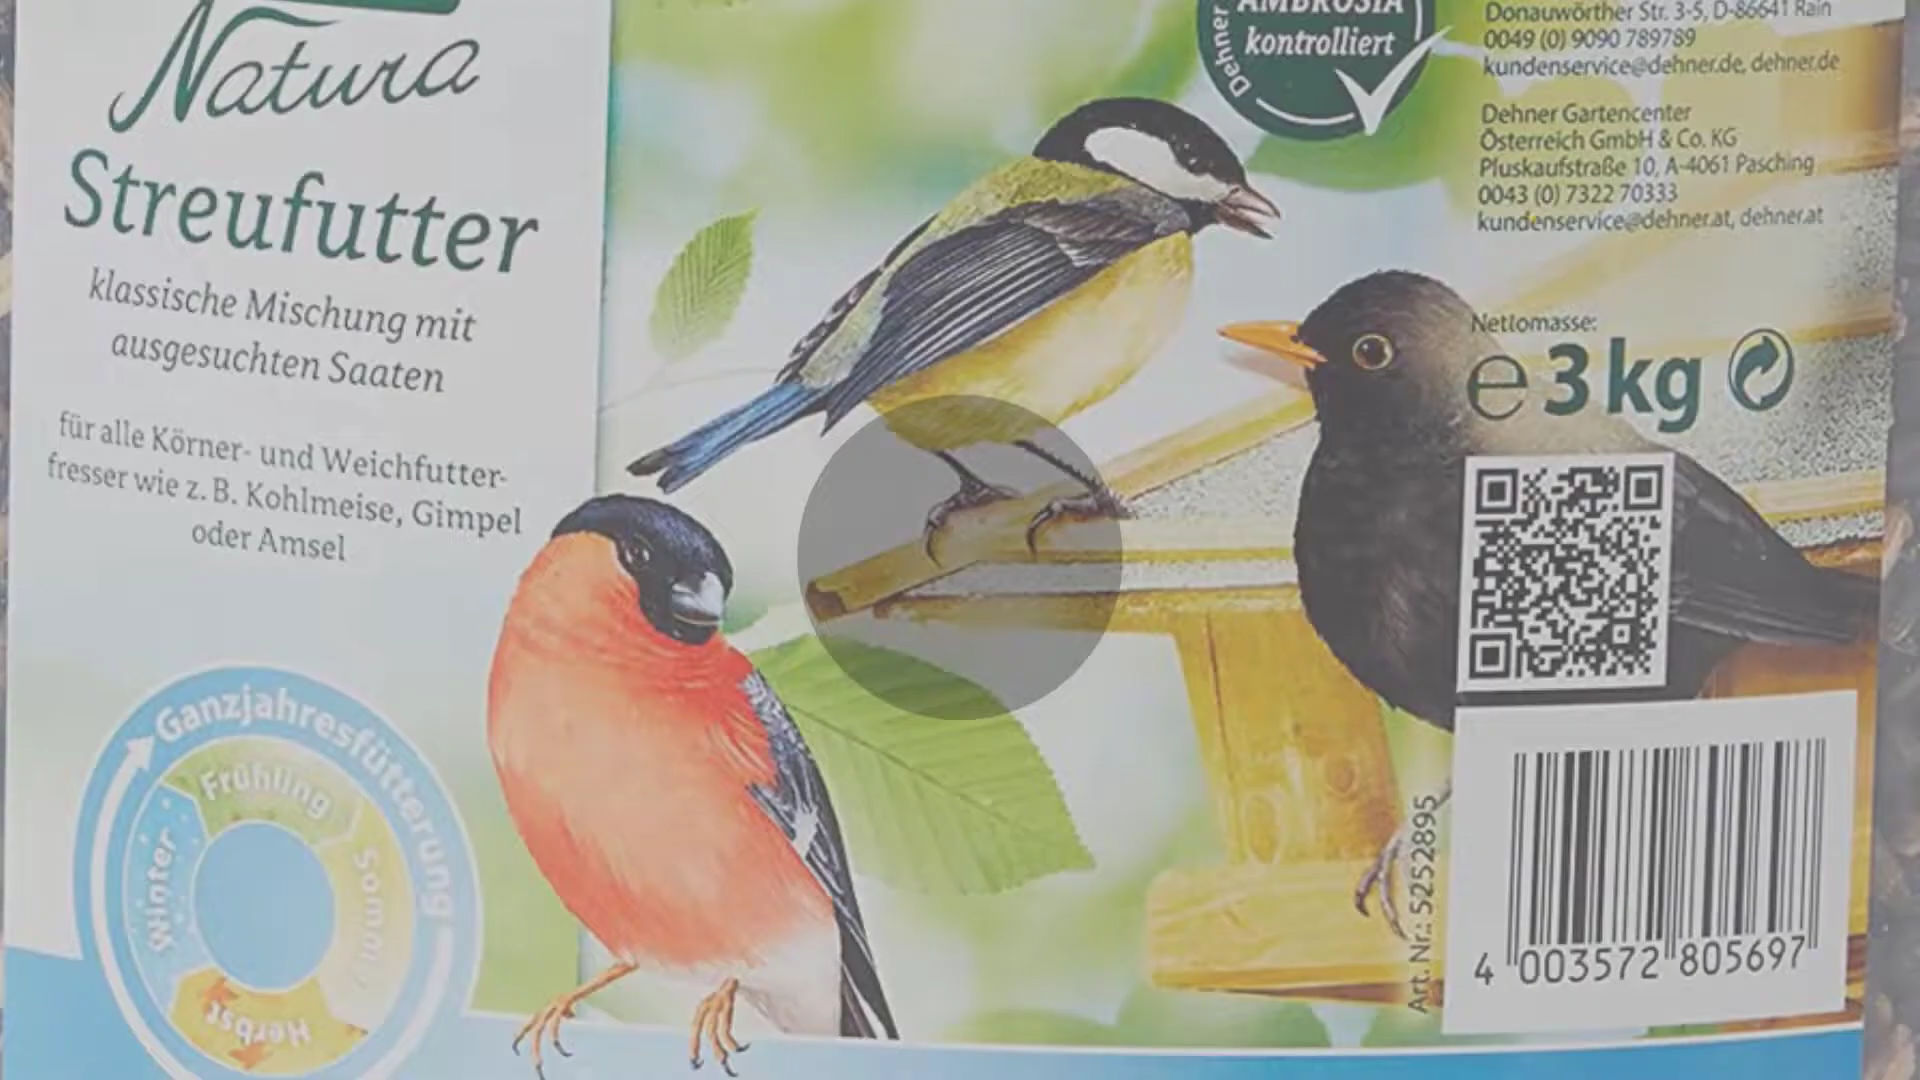 Natura
Streufutter
klassische Mischung mit
ausgesuchten Saaten
für alle Körner- und Weichfutter-
fresser wie z. B. Kohlmeise, Gimpel
oder Amsel
Ganzjahresfütterung
Frühling
Sommer
Herbst
Winter
Dehner
AMBROSIA
kontrolliert
Donauwörther Str. 3-5, D-86641 Rain
0049 (0) 9090 789789
kundenservice@dehner.de, dehner.de
Dehner Gartencenter
Österreich GmbH & Co. KG
Pluskaufstraße 10, A-4061 Pasching
0043 (0) 7322 70333
kundenservice@dehner.at, dehner.at
Nettomasse:
e 3 kg
Art. Nr.: 5252895
4 003572 805697